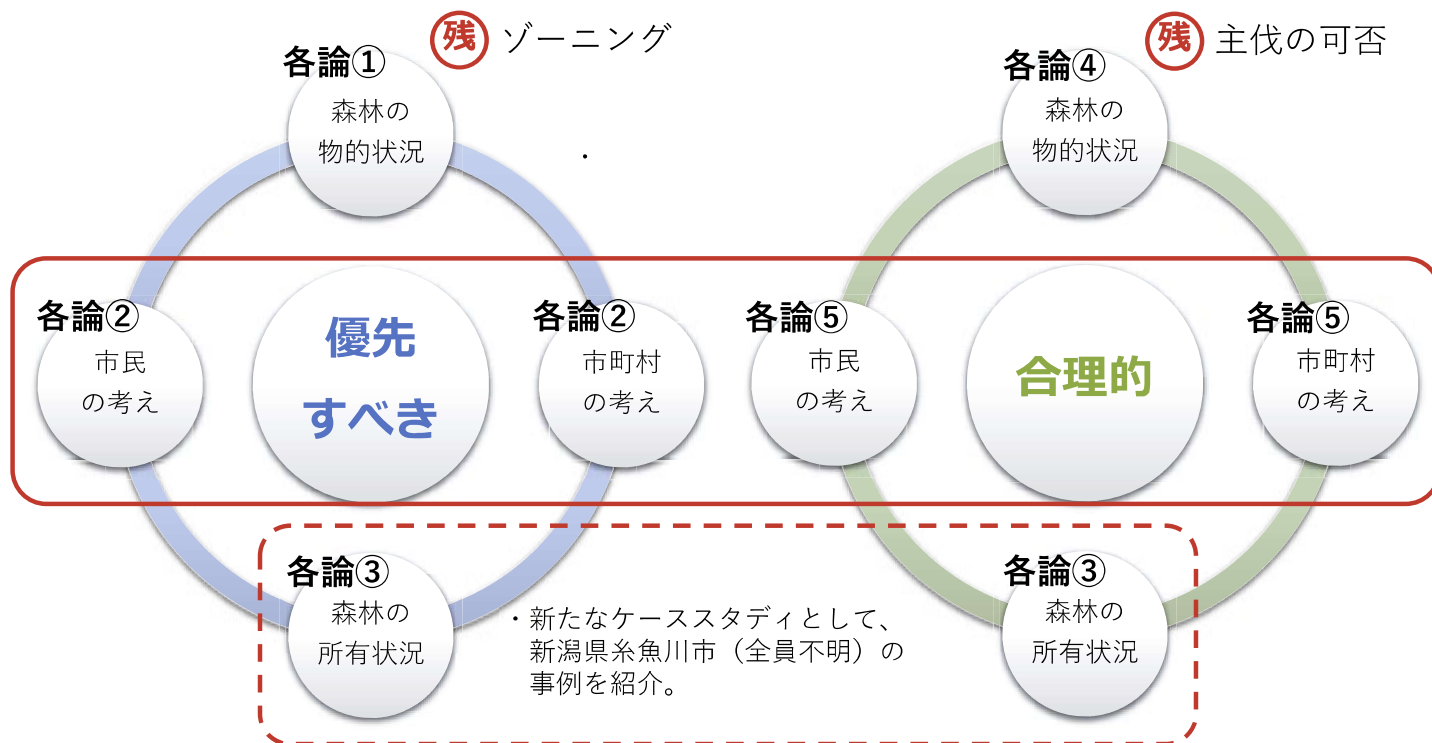 残 ゾーニング
各論①
森林の
物的状況
・
各論②
市民
の考え
優先
すべき
各論②
市町村
の考え
各論③
森林の
所有状況
・新たなケーススタディとして、
新潟県糸魚川市（全員不明）の
事例を紹介。
残 主伐の可否
各論④
森林の
物的状況
各論⑤
市民
の考え
合理的
各論⑤
市町村
の考え
各論③
森林の
所有状況